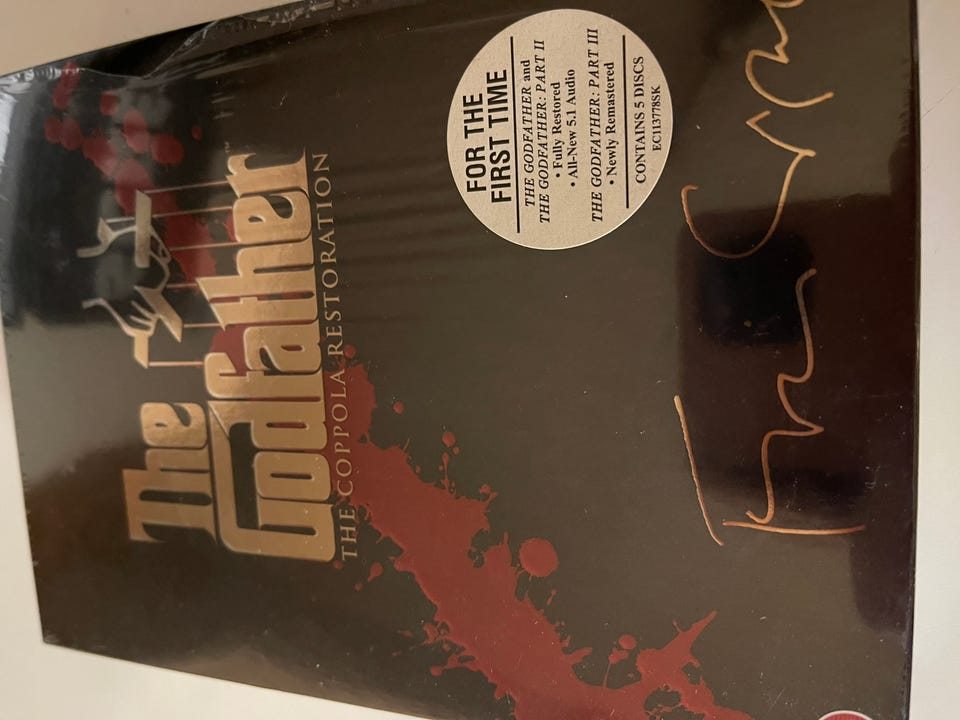 The
Godfather™
THE COPPOLA RESTORATION
FOR THE
FIRST TIME
THE GODFATHER and
THE GODFATHER: PART II
• Fully Restored
• All-New 5.1 Audio
THE GODFATHER: PART III
• Newly Remastered
CONTAINS 5 DISCS
EC113778SK